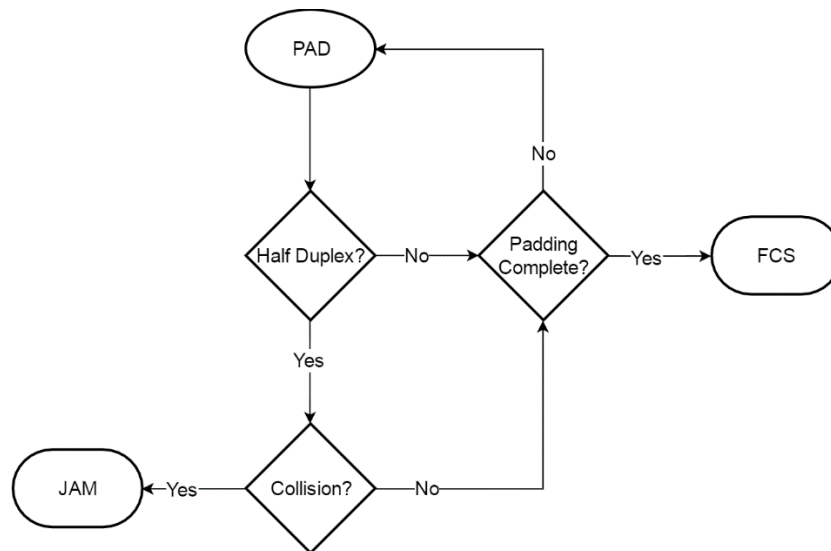 PAD
No
Half Duplex?
No
Padding
Complete?
Yes
FCS
Yes
JAM
Yes
Collision?
No